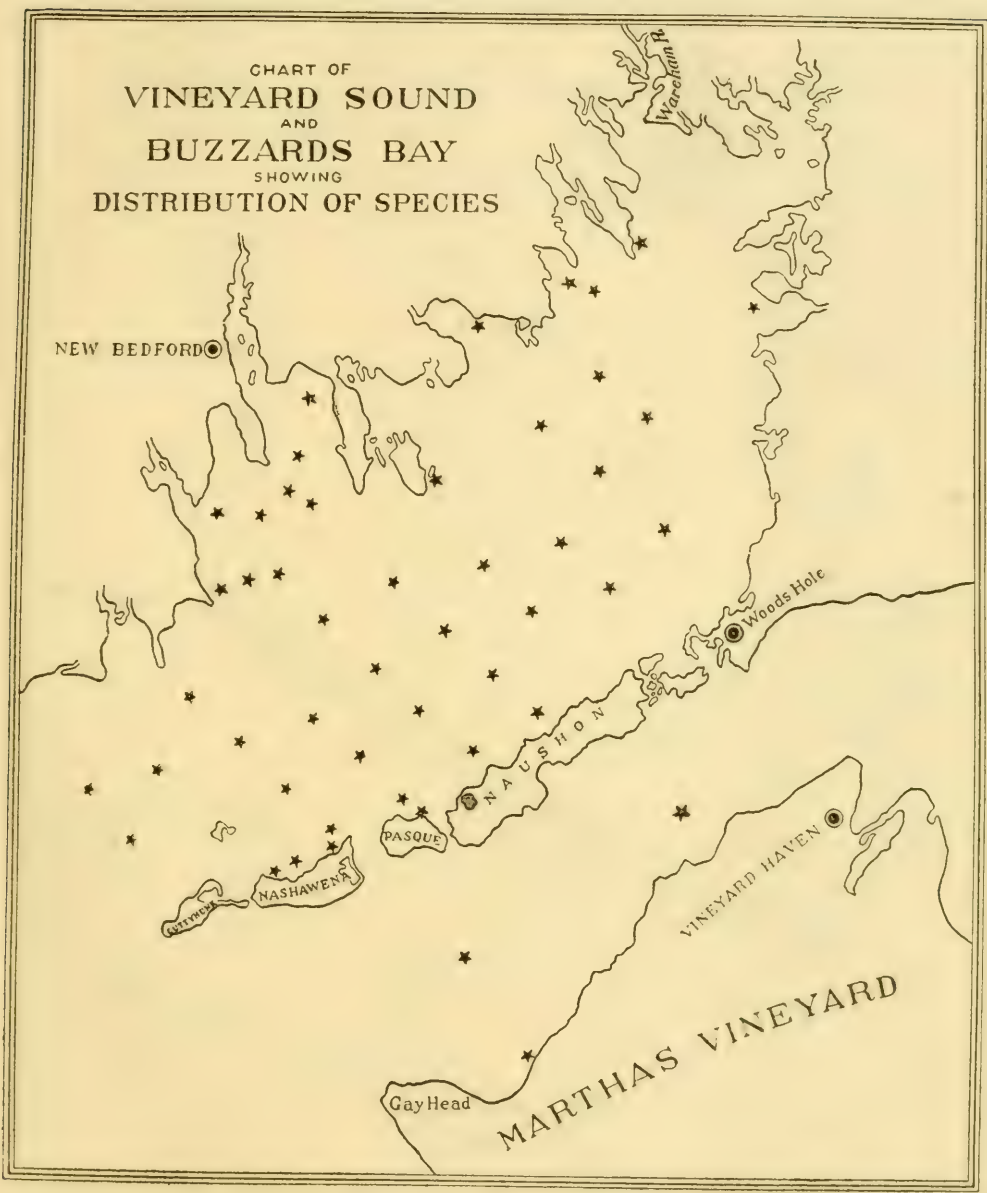 CHART OF
VINEYARD SOUND
AND
BUZZARDS BAY
SHOWING
DISTRIBUTION OF SPECIES
Wareham R.
NEW BEDFORD
Woods Hole
NAUSHON
PASQUE
VINEYARD HAVEN
NASHAWENA
CUTTYHUNK
MARTHAS VINEYARD
Gay Head